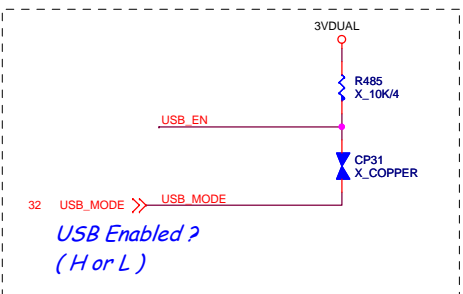 3VDUAL
R485
X_10K/4
USB_EN
CP31
X_COPPER
32 USB_MODE USB_MODE
USB Enabled ?
( H or L )